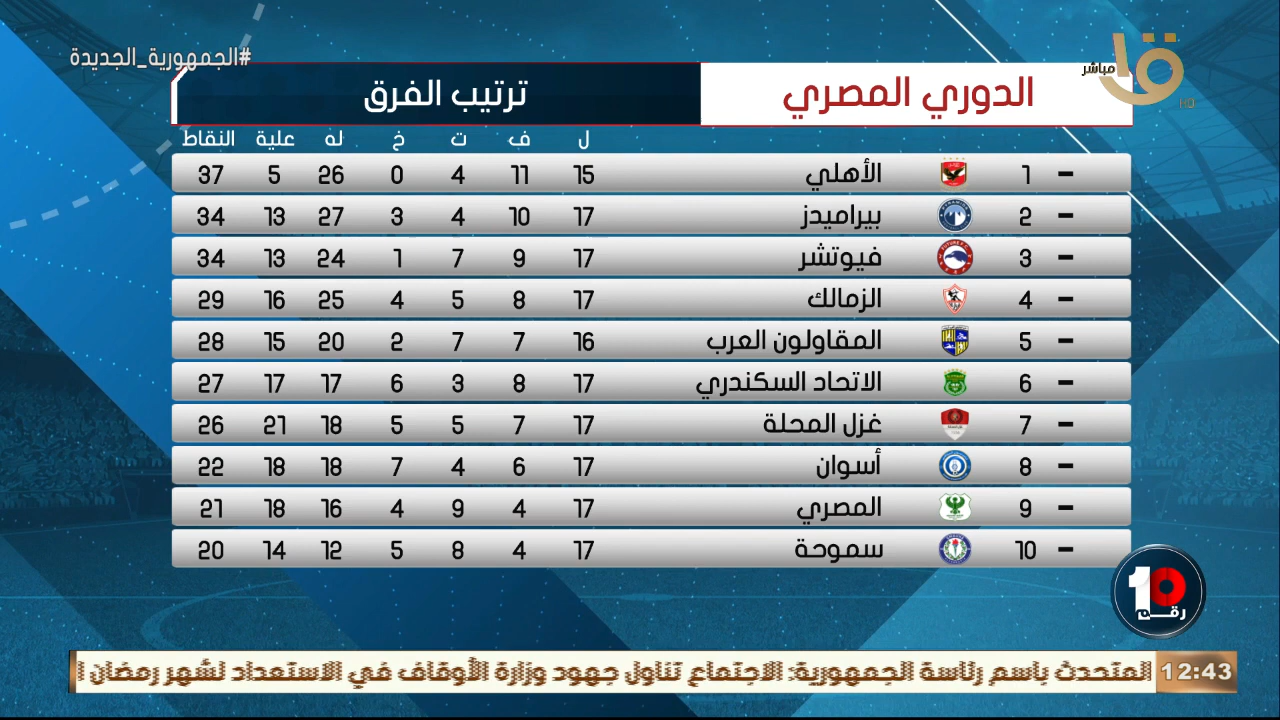 #الجمهورية_الجديدة
مباشر
الدوري المصري
ترتيب الفرق
ل ف ت خ له علية النقاط
1 الأهلي 15 11 4 0 26 5 37
2 بيراميدز 17 10 4 3 27 13 34
3 فيوتشر 17 9 7 1 24 13 34
4 الزمالك 17 8 5 4 25 16 29
5 المقاولون العرب 16 7 7 2 20 15 28
6 الاتحاد السكندري 17 8 3 6 17 17 27
7 غزل المحلة 17 7 5 5 18 21 26
8 أسوان 17 6 4 7 18 18 22
9 المصري 17 4 9 4 16 18 21
10 سموحة 17 4 8 5 12 14 20
10
رقم
12:43 المتحدث باسم رئاسة الجمهورية: الاجتماع تناول جهود وزارة الأوقاف في الاستعداد لشهر رمضان ا